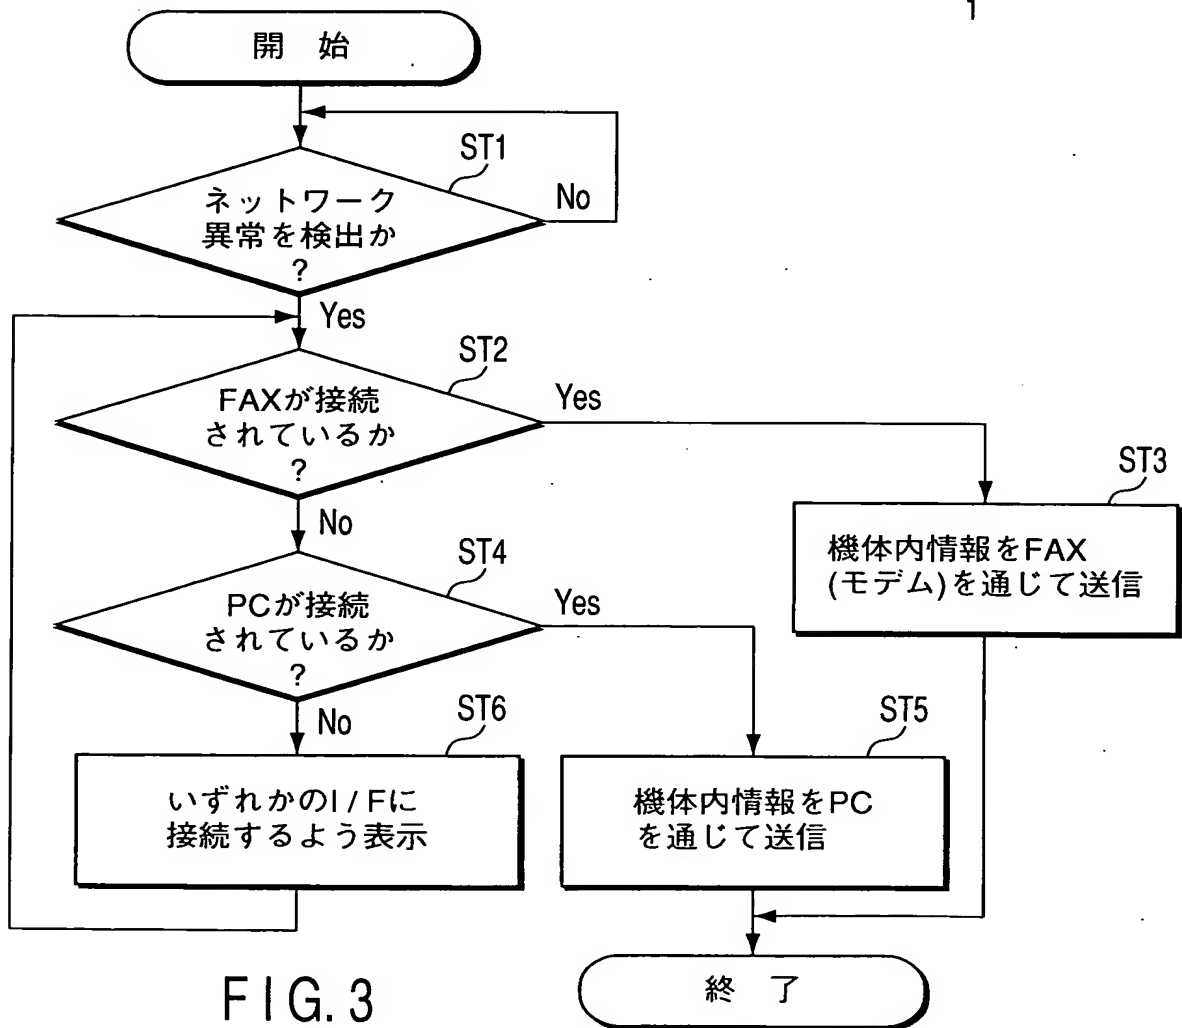 開 始
ST1
ネットワーク
異常を検出か
?
No
Yes
ST2
FAXが接続
されているか
?
Yes
ST3
機体内情報をFAX
(モデム)を通じて送信
No
ST4
PCが接続
されているか
?
Yes
No
ST6
いずれかのI/Fに
接続するよう表示
ST5
機体内情報をPC
を通じて送信
終 了
FIG. 3